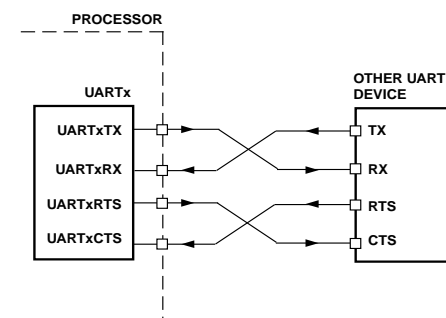 PROCESSOR
UARTx
OTHER UART
DEVICE
UARTxTX
UARTxRX
UARTxRTS
UARTxCTS
TX
RX
RTS
CTS